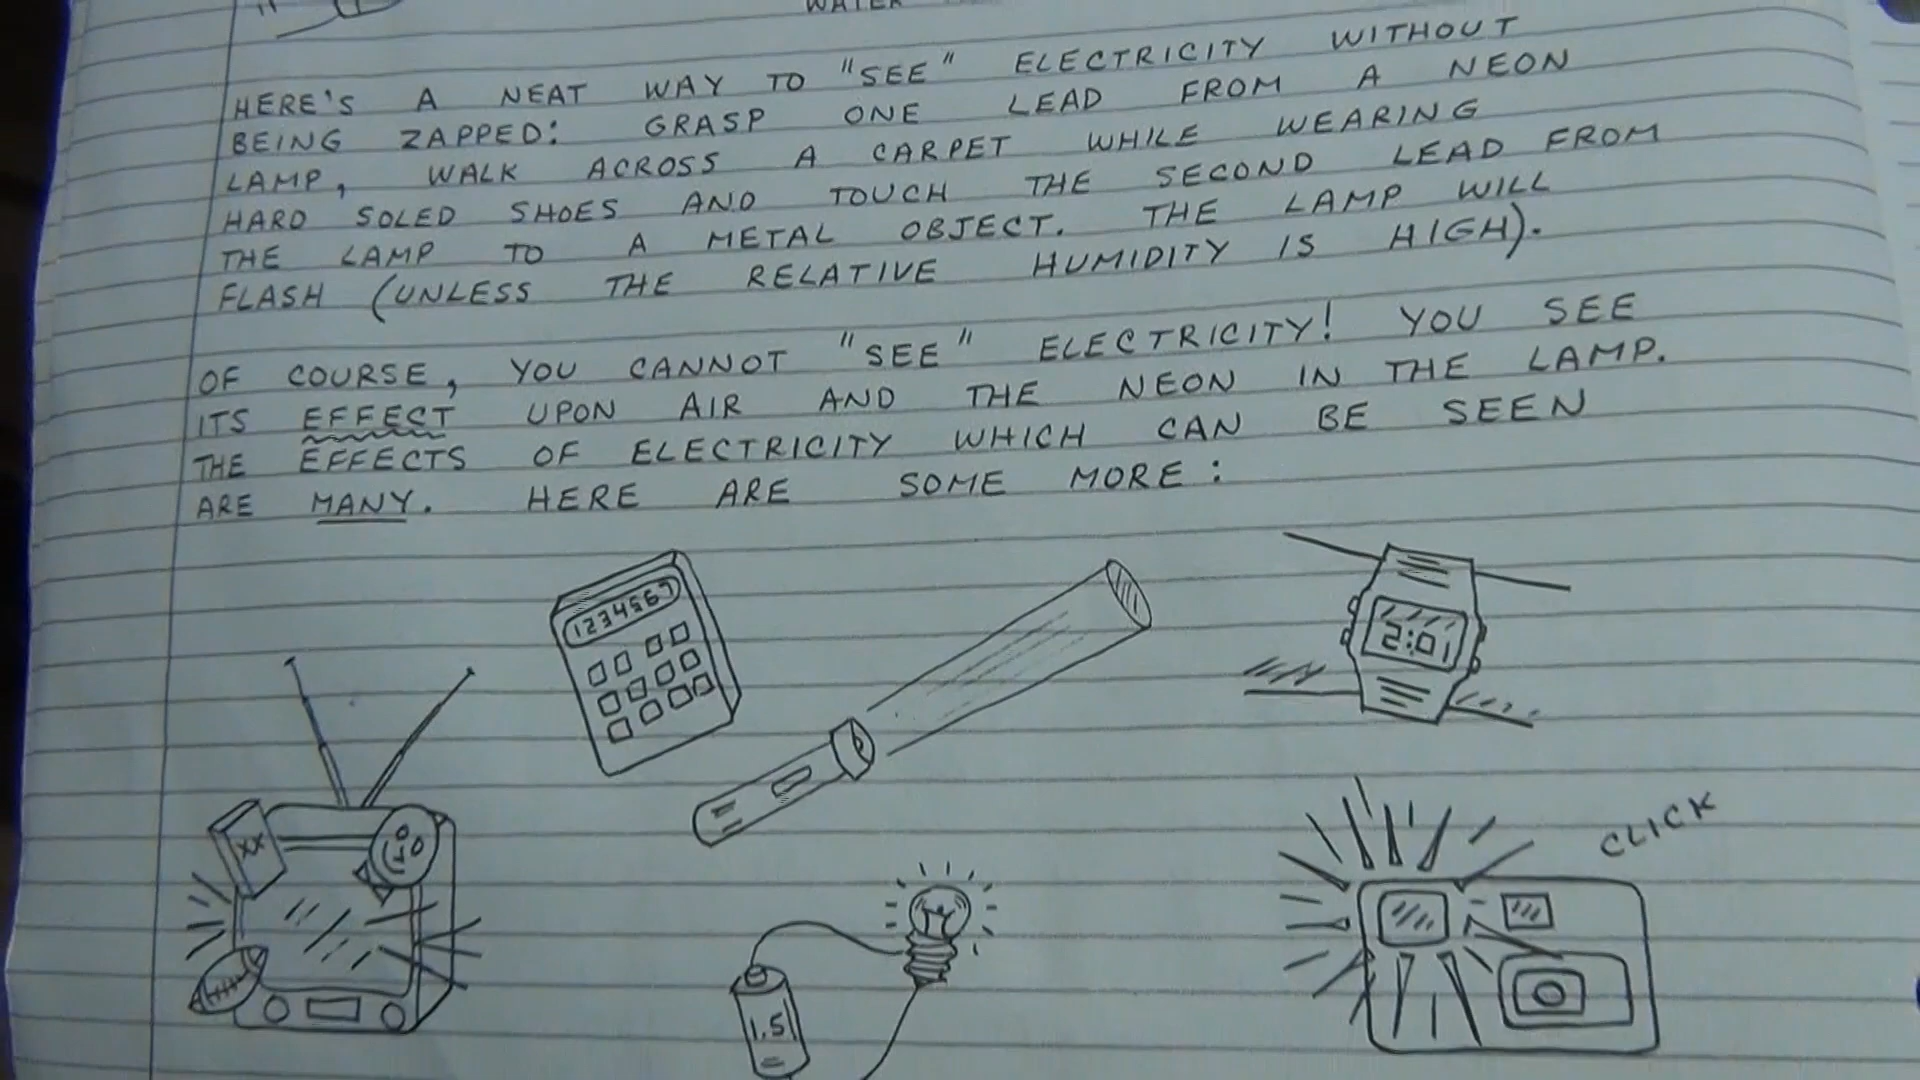 WATER
HERE'S A NEAT WAY TO "SEE" ELECTRICITY WITHOUT
BEING ZAPPED: GRASP ONE LEAD FROM A NEON
LAMP, WALK ACROSS A CARPET WHILE WEARING
HARD SOLED SHOES AND TOUCH THE SECOND LEAD FROM
THE LAMP TO A METAL OBJECT. THE LAMP WILL
FLASH (UNLESS THE RELATIVE HUMIDITY IS HIGH).
OF COURSE, YOU CANNOT "SEE" ELECTRICITY! YOU SEE
ITS EFFECT UPON AIR AND THE NEON IN THE LAMP.
THE EFFECTS OF ELECTRICITY WHICH CAN BE SEEN
ARE MANY. HERE ARE SOME MORE:
1234567
2:01
CLICK
XX
1.5